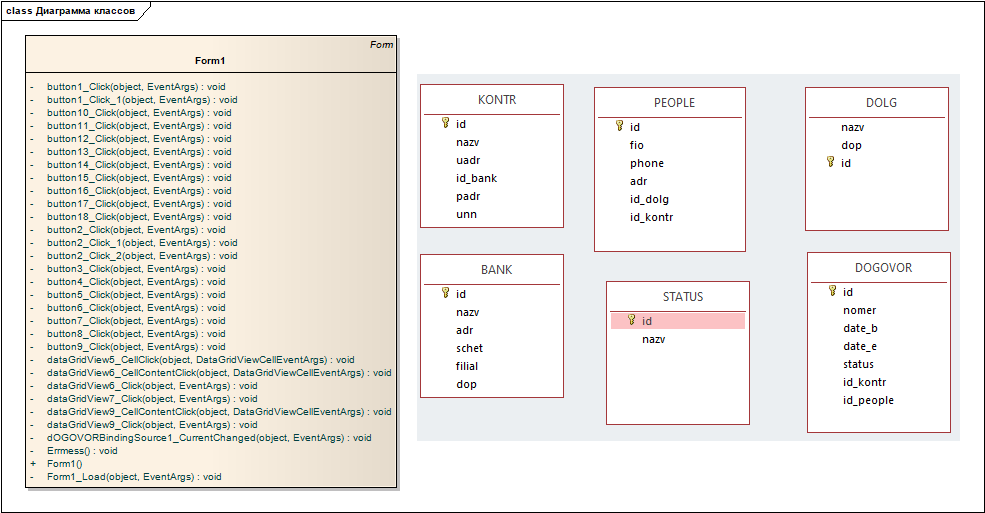 class Диаграмма классов
Form
Form1
- button1_Click(object, EventArgs) : void
- button1_Click_1(object, EventArgs) : void
- button10_Click(object, EventArgs) : void
- button11_Click(object, EventArgs) : void
- button12_Click(object, EventArgs) : void
- button13_Click(object, EventArgs) : void
- button14_Click(object, EventArgs) : void
- button15_Click(object, EventArgs) : void
- button16_Click(object, EventArgs) : void
- button17_Click(object, EventArgs) : void
- button18_Click(object, EventArgs) : void
- button2_Click(object, EventArgs) : void
- button2_Click_1(object, EventArgs) : void
- button2_Click_2(object, EventArgs) : void
- button3_Click(object, EventArgs) : void
- button4_Click(object, EventArgs) : void
- button5_Click(object, EventArgs) : void
- button6_Click(object, EventArgs) : void
- button7_Click(object, EventArgs) : void
- button8_Click(object, EventArgs) : void
- button9_Click(object, EventArgs) : void
- dataGridView5_CellClick(object, DataGridViewCellEventArgs) : void
- dataGridView6_CellContentClick(object, DataGridViewCellEventArgs) : void
- dataGridView6_Click(object, EventArgs) : void
- dataGridView7_Click(object, EventArgs) : void
- dataGridView9_CellContentClick(object, DataGridViewCellEventArgs) : void
- dataGridView9_Click(object, EventArgs) : void
- dOGOVORBindingSource1_CurrentChanged(object, EventArgs) : void
- Errmess() : void
+ Form1()
- Form1_Load(object, EventArgs) : void
KONTR
id
nazv
uadr
id_bank
padr
unn
PEOPLE
id
fio
phone
adr
id_dolg
id_kontr
DOLG
nazv
dop
id
BANK
id
nazv
adr
schet
filial
dop
STATUS
id
nazv
DOGOVOR
id
nomer
date_b
date_e
status
id_kontr
id_people